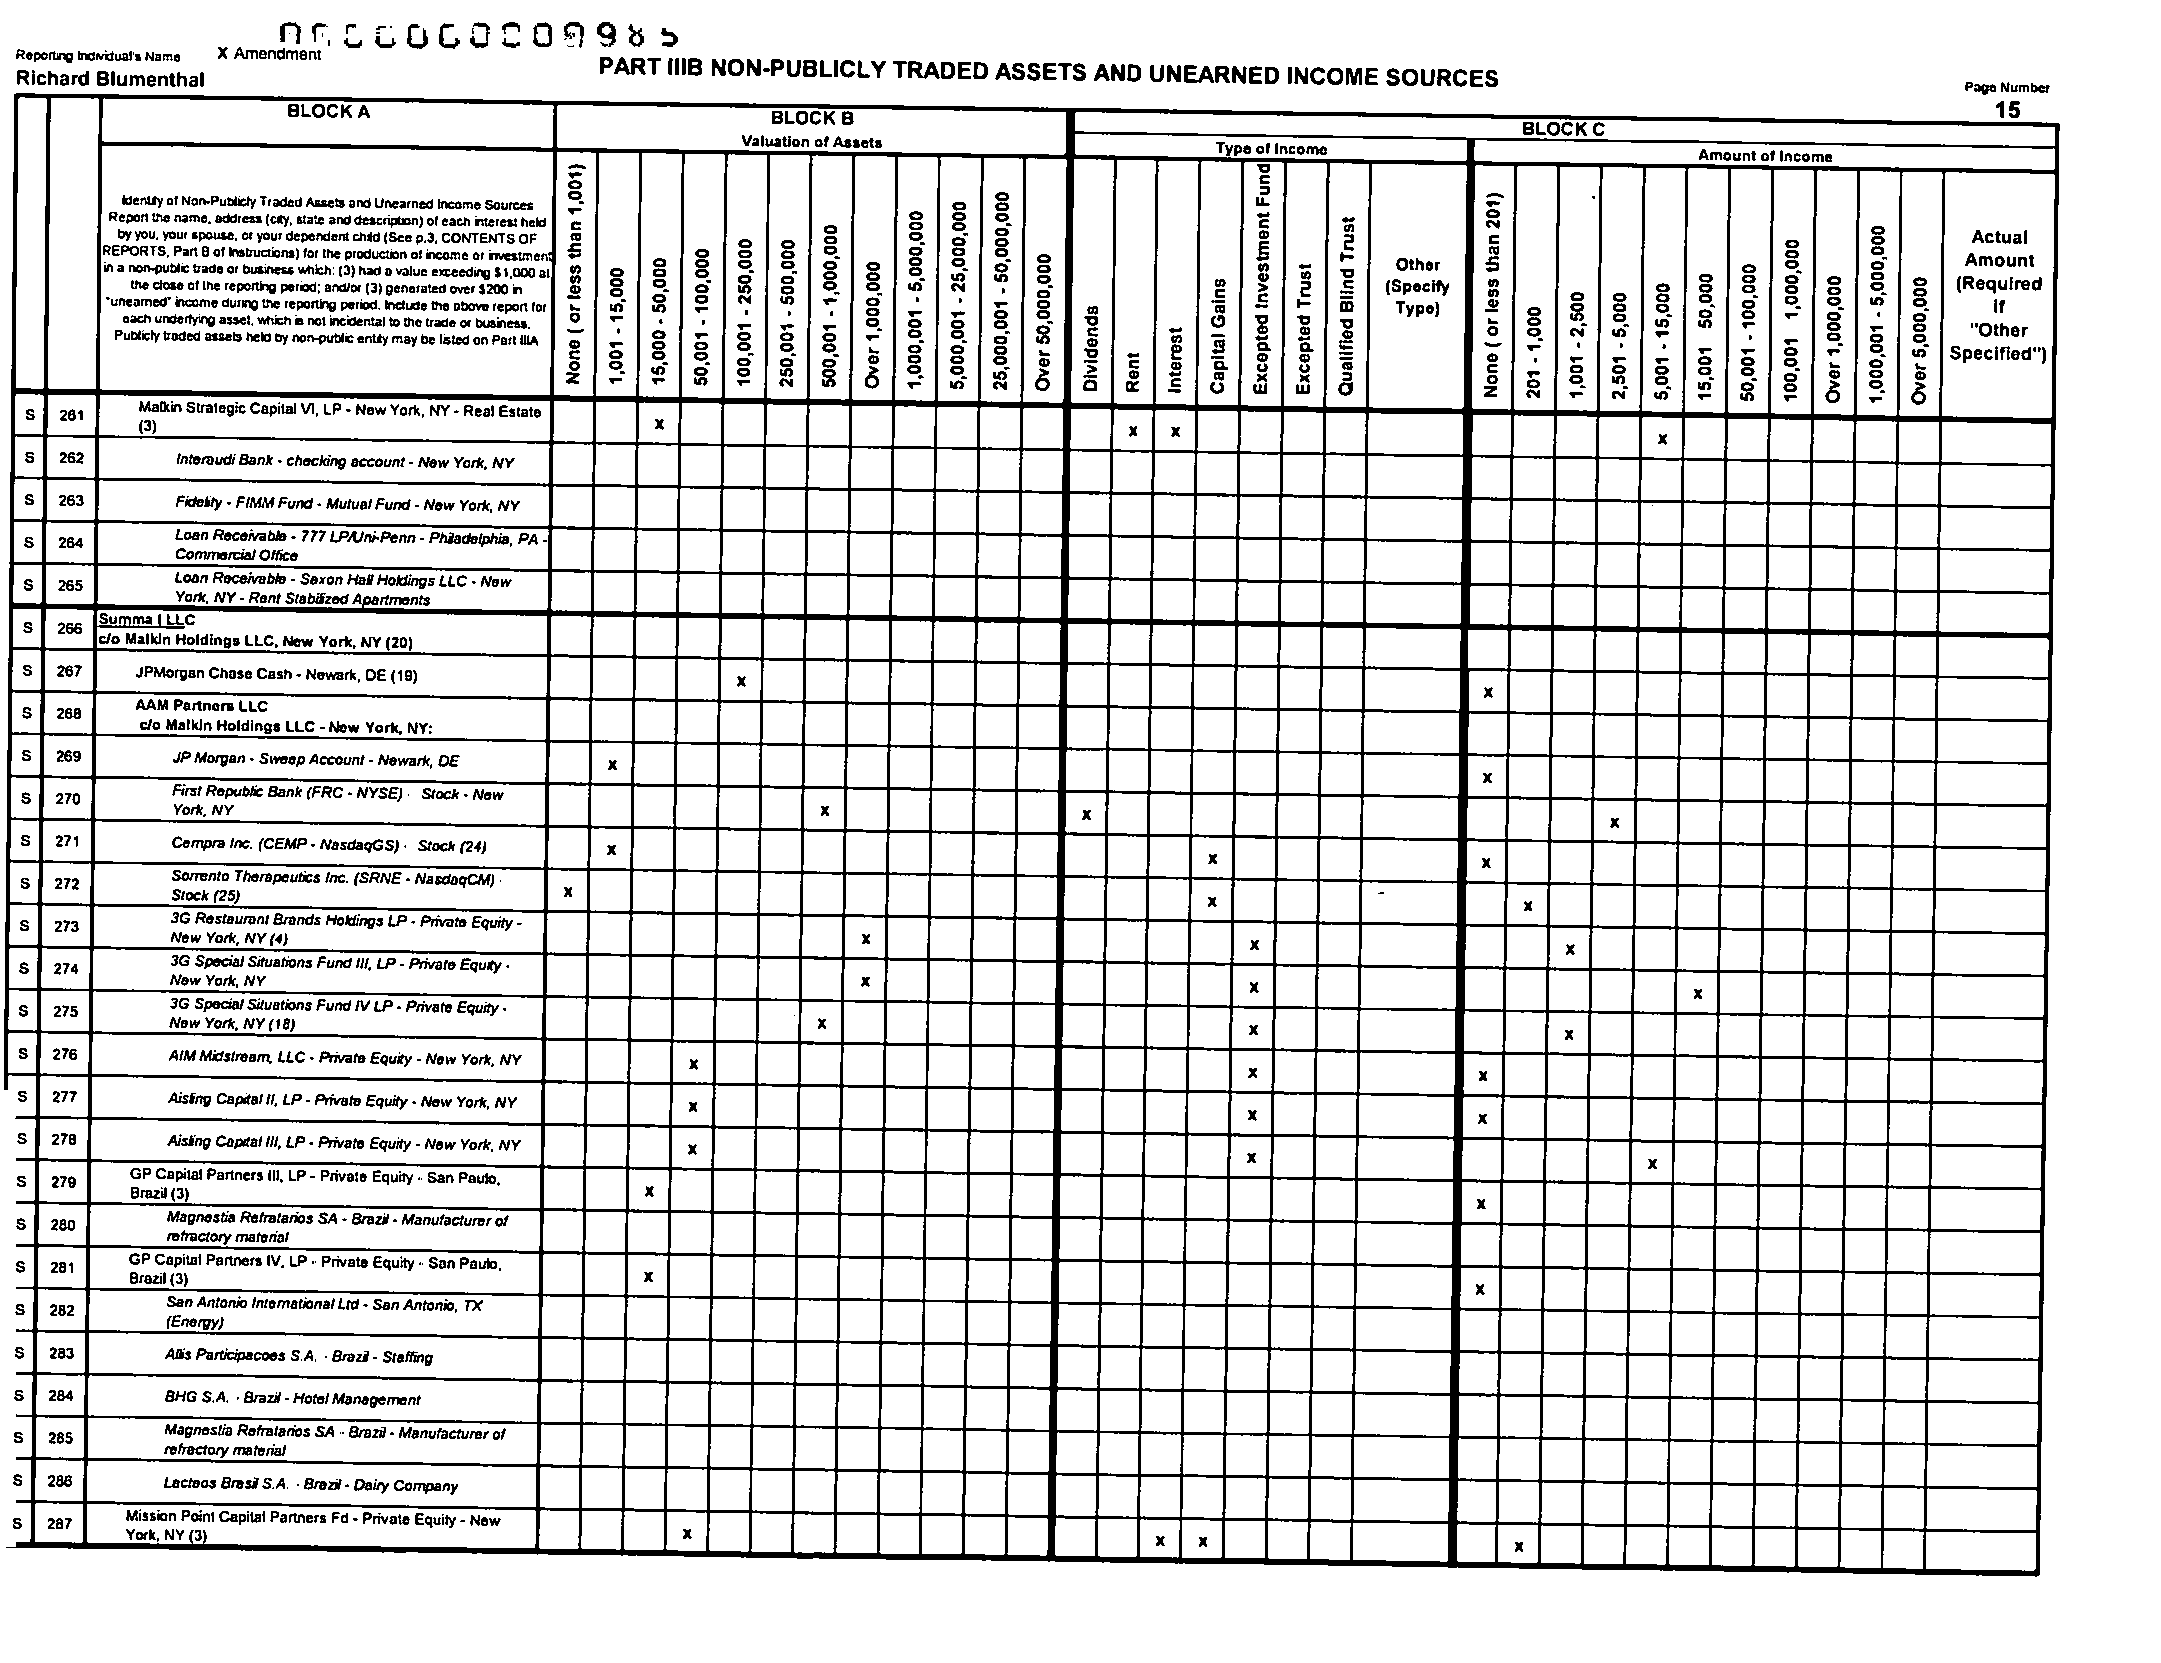 000000009985
Reporting Individual's Name X Amendment
Richard Blumenthal
PART IIIB NON-PUBLICLY TRADED ASSETS AND UNEARNED INCOME SOURCES
Page Number
15
BLOCK A
BLOCK B
Valuation of Assets
BLOCK C
Type of Income
Amount of Income
Identity of Non-Publicly Traded Assets and Unearned Income Sources
Report the name, address (city, state and description) of each interest held
by you, your spouse, or your dependent child (See p.3, CONTENTS OF
REPORTS, Part B of Instructions) for the production of income or investment
in a non-public trade or business which: (3) had a value exceeding $1,000 at
the close of the reporting period; and/or (3) generated over $200 in
"unearned" income during the reporting period. Include the above report for
each underlying asset, which is not incidental to the trade or business.
Publicly traded assets held by non-public entity may be listed on Part IIIA
None ( or less than 1,001)
1,001 - 15,000
15,000 - 50,000
50,001 - 100,000
100,001 - 250,000
250,001 - 500,000
500,001 - 1,000,000
Over 1,000,000
1,000,001 - 5,000,000
5,000,001 - 25,000,000
25,000,001 - 50,000,000
Over 50,000,000
Dividends
Rent
Interest
Capital Gains
Excepted Investment Fund
Excepted Trust
Qualified Blind Trust
Other
(Specify
Type)
None ( or less than 201)
201 - 1,000
1,001 - 2,500
2,501 - 5,000
5,001 - 15,000
15,001 50,000
50,001 - 100,000
100,001 1,000,000
Over 1,000,000
1,000,001 - 5,000,000
Over 5,000,000
Actual
Amount
(Required
if
"Other
Specified")
S 261 Malkin Strategic Capital VI, LP - New York, NY - Real Estate
(3) x x x x
S 262 Interaudi Bank - checking account - New York, NY
S 263 Fidelity - FIMM Fund - Mutual Fund - New York, NY
S 264 Loan Receivable - 777 LP/Uni-Penn - Philadelphia, PA -
Commercial Office
S 265 Loan Receivable - Saxon Hall Holdings LLC - New
York, NY - Rent Stabilized Apartments
S 266 Summa I LLC
c/o Malkin Holdings LLC, New York, NY (20)
S 267 JPMorgan Chase Cash - Newark, DE (19) x x
S 268 AAM Partners LLC
c/o Malkin Holdings LLC - New York, NY:
S 269 JP Morgan - Sweep Account - Newark, DE x x
S 270 First Republic Bank (FRC - NYSE) - Stock - New
York, NY x x x
S 271 Cempra Inc. (CEMP - NasdaqGS) - Stock (24) x x x
S 272 Sorrento Therapeutics Inc. (SRNE - NasdaqCM) -
Stock (25) x x x
S 273 3G Restaurant Brands Holdings LP - Private Equity -
New York, NY (4) x x x
S 274 3G Special Situations Fund III, LP - Private Equity -
New York, NY x x x
S 275 3G Special Situations Fund IV LP - Private Equity -
New York, NY (18) x x x
S 276 AIM Midstream, LLC - Private Equity - New York, NY x x x
S 277 Aisling Capital II, LP - Private Equity - New York, NY x x x
S 278 Aisling Capital III, LP - Private Equity - New York, NY x x x
S 279 GP Capital Partners III, LP - Private Equity - San Paulo,
Brazil (3) x x
S 280 Magnestia Refratarios SA - Brazil - Manufacturer of
refractory material
S 281 GP Capital Partners IV, LP - Private Equity - San Paulo,
Brazil (3) x x
S 282 San Antonio International Ltd - San Antonio, TX
(Energy)
S 283 Allis Participacoes S.A. - Brazil - Staffing
S 284 BHG S.A. - Brazil - Hotel Management
S 285 Magnestia Refratarios SA - Brazil - Manufacturer of
refractory material
S 286 Lacteos Brasil S.A. - Brazil - Dairy Company
S 287 Mission Point Capital Partners Fd - Private Equity - New
York, NY (3) x x x x